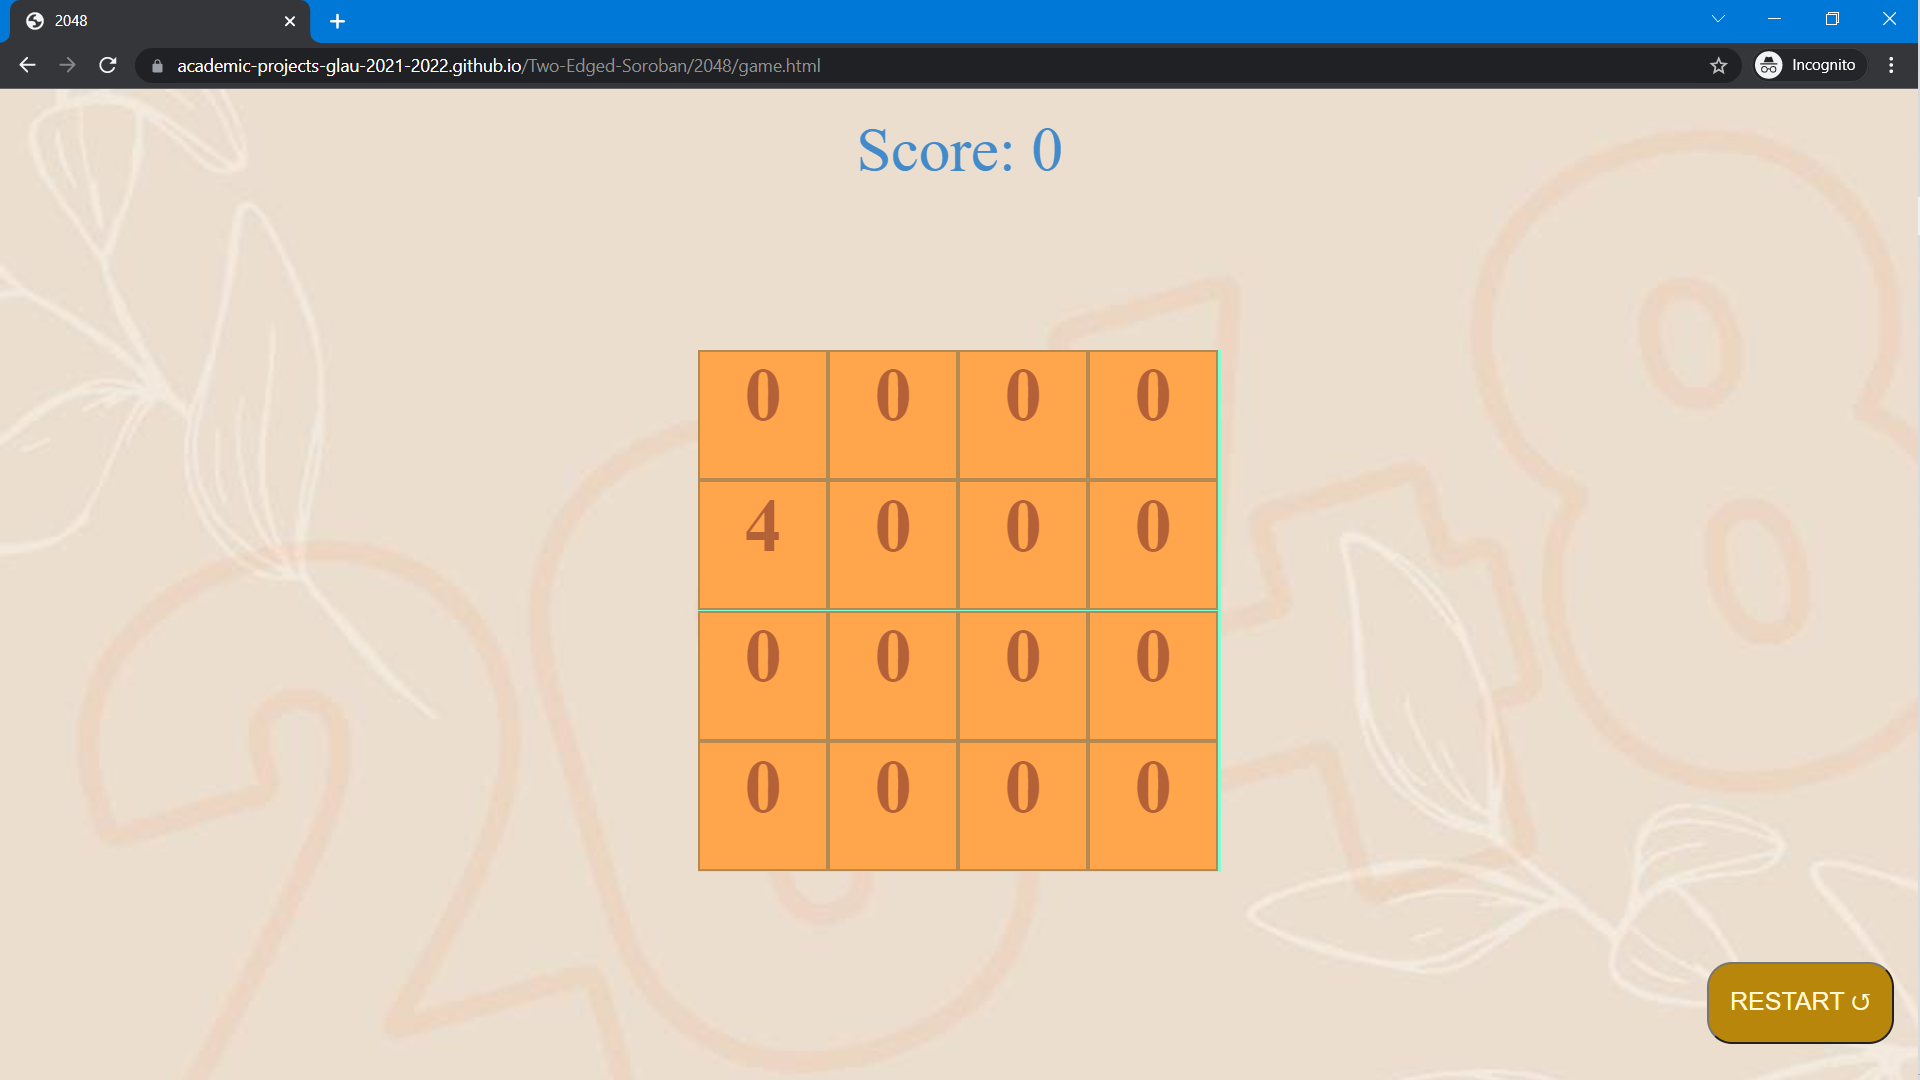 2048
academic-projects-glau-2021-2022.github.io/Two-Edged-Soroban/2048/game.html
Incognito
Score: 0
0 0 0 0
4 0 0 0
0 0 0 0
0 0 0 0
RESTART ↺
2048